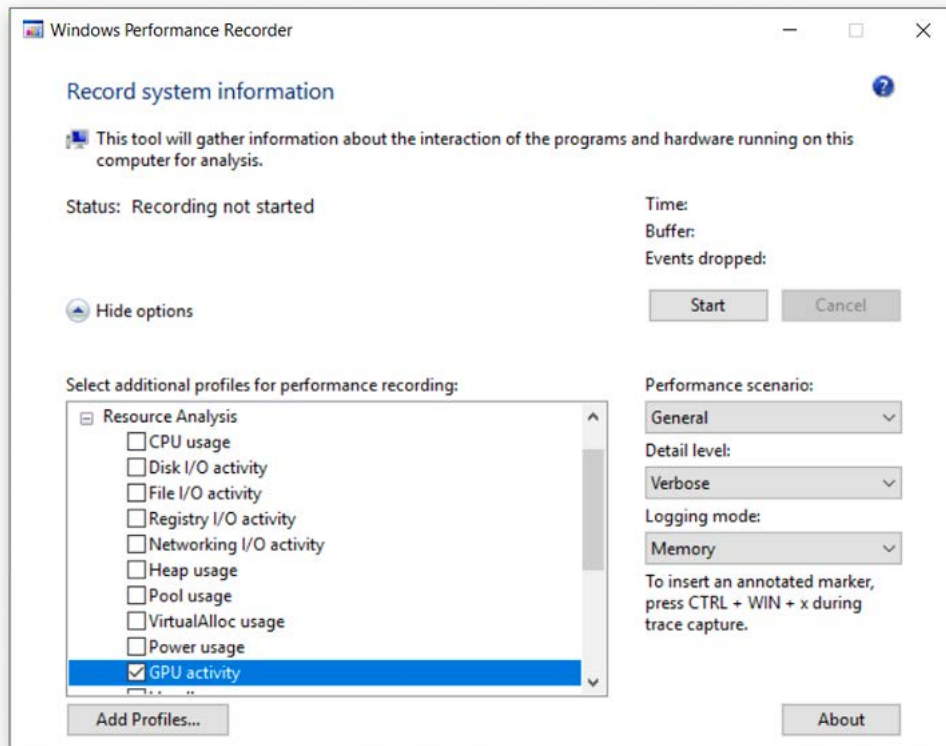 Windows Performance Recorder
Record system information
This tool will gather information about the interaction of the programs and hardware running on this
computer for analysis.
Status: Recording not started
Time:
Buffer:
Events dropped:
Hide options
Start
Cancel
Select additional profiles for performance recording:
Resource Analysis
CPU usage
Disk I/O activity
File I/O activity
Registry I/O activity
Networking I/O activity
Heap usage
Pool usage
VirtualAlloc usage
Power usage
GPU activity
Add Profiles...
Performance scenario:
General
Detail level:
Verbose
Logging mode:
Memory
To insert an annotated marker,
press CTRL + WIN + x during
trace capture.
About